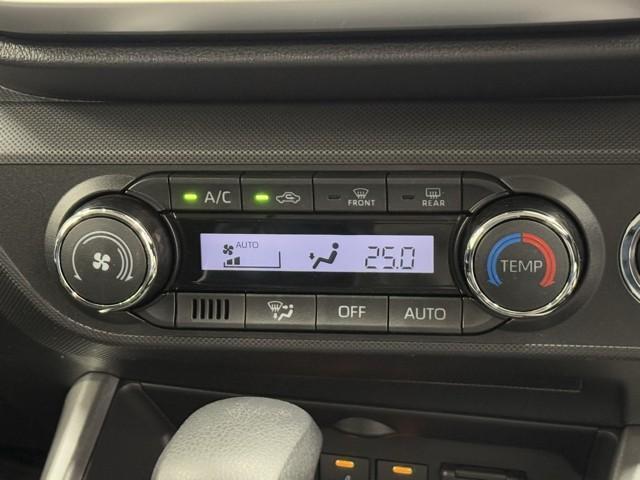 A/C
FRONT
REAR
AUTO
25.0
TEMP
OFF
AUTO